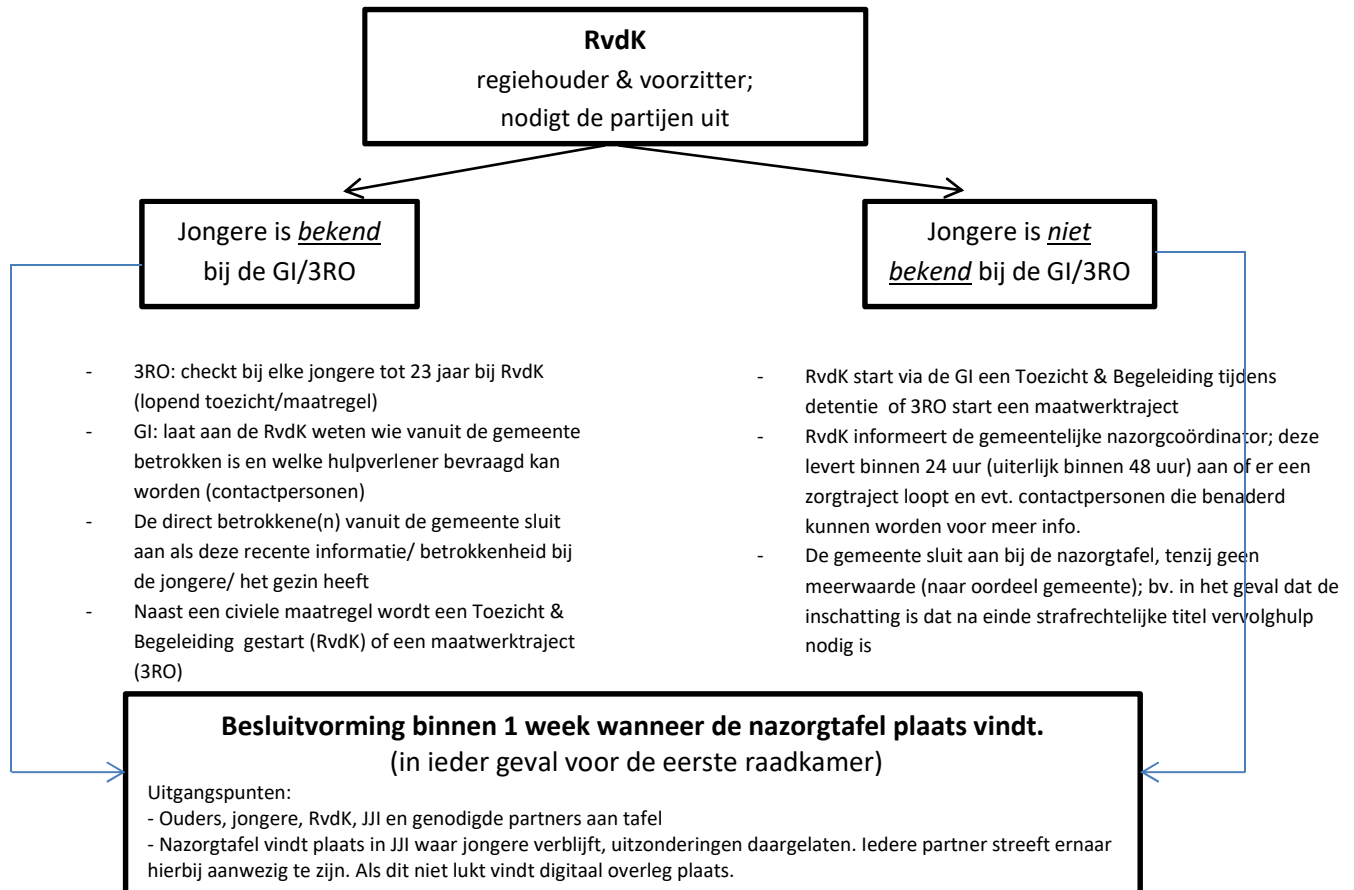 RvdK
regiehouder & voorzitter;
nodigt de partijen uit
Jongere is bekend
bij de GI/3RO
Jongere is niet
bekend bij de GI/3RO
- 3RO: checkt bij elke jongere tot 23 jaar bij RvdK
(lopend toezicht/maatregel)
- GI: laat aan de RvdK weten wie vanuit de gemeente
betrokken is en welke hulpverlener bevraagd kan
worden (contactpersonen)
- De direct betrokkene(n) vanuit de gemeente sluit
aan als deze recente informatie/ betrokkenheid bij
de jongere/ het gezin heeft
- Naast een civiele maatregel wordt een Toezicht &
Begeleiding gestart (RvdK) of een maatwerktraject
(3RO)
- RvdK start via de GI een Toezicht & Begeleiding tijdens
detentie of 3RO start een maatwerktraject
- RvdK informeert de gemeentelijke nazorgcoördinator; deze
levert binnen 24 uur (uiterlijk binnen 48 uur) aan of er een
zorgtraject loopt en evt. contactpersonen die benaderd
kunnen worden voor meer info.
- De gemeente sluit aan bij de nazorgtafel, tenzij geen
meerwaarde (naar oordeel gemeente); bv. in het geval dat de
inschatting is dat na einde strafrechtelijke titel vervolghulp
nodig is
Besluitvorming binnen 1 week wanneer de nazorgtafel plaats vindt.
(in ieder geval voor de eerste raadkamer)
Uitgangspunten:
- Ouders, jongere, RvdK, JJI en genodigde partners aan tafel
- Nazorgtafel vindt plaats in JJI waar jongere verblijft, uitzonderingen daargelaten. Iedere partner streeft ernaar
hierbij aanwezig te zijn. Als dit niet lukt vindt digitaal overleg plaats.